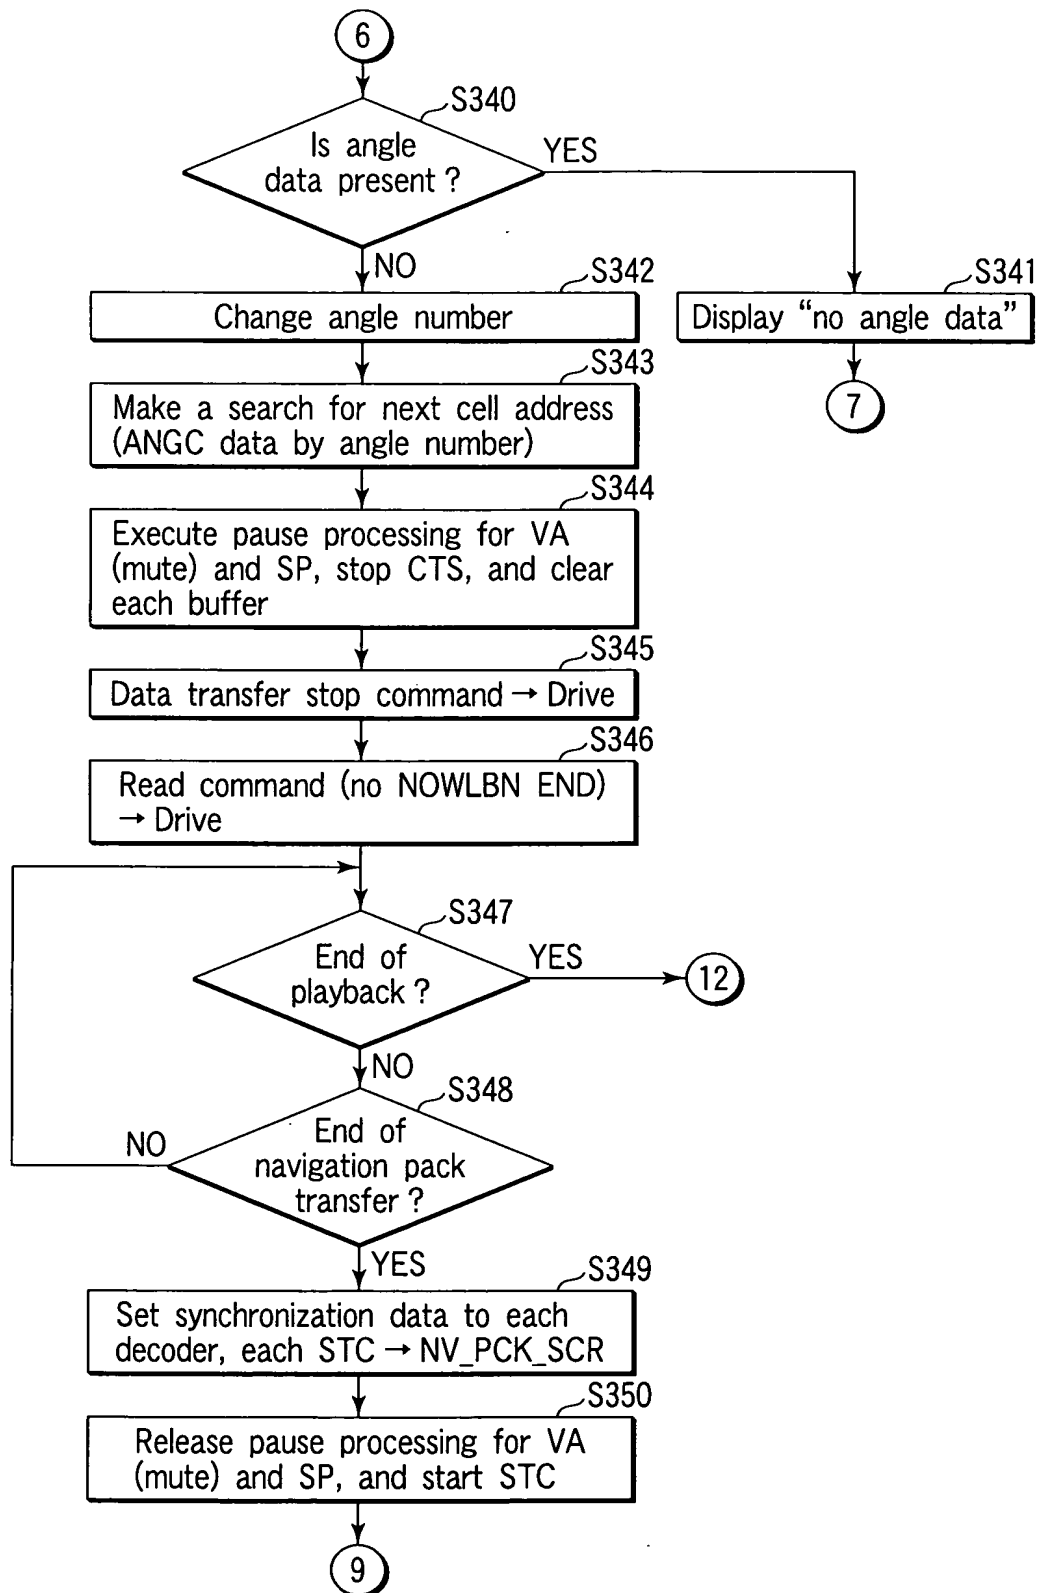 6
S340
Is angle
data present ?
YES
NO
S342
Change angle number
S341
Display “no angle data”
7
S343
Make a search for next cell address
(ANGC data by angle number)
S344
Execute pause processing for VA
(mute) and SP, stop CTS, and clear
each buffer
S345
Data transfer stop command → Drive
S346
Read command (no NOWLBN END)
→ Drive
S347
End of
playback ?
YES
12
NO
S348
End of
navigation pack
transfer ?
NO
YES
S349
Set synchronization data to each
decoder, each STC → NV_PCK_SCR
S350
Release pause processing for VA
(mute) and SP, and start STC
9